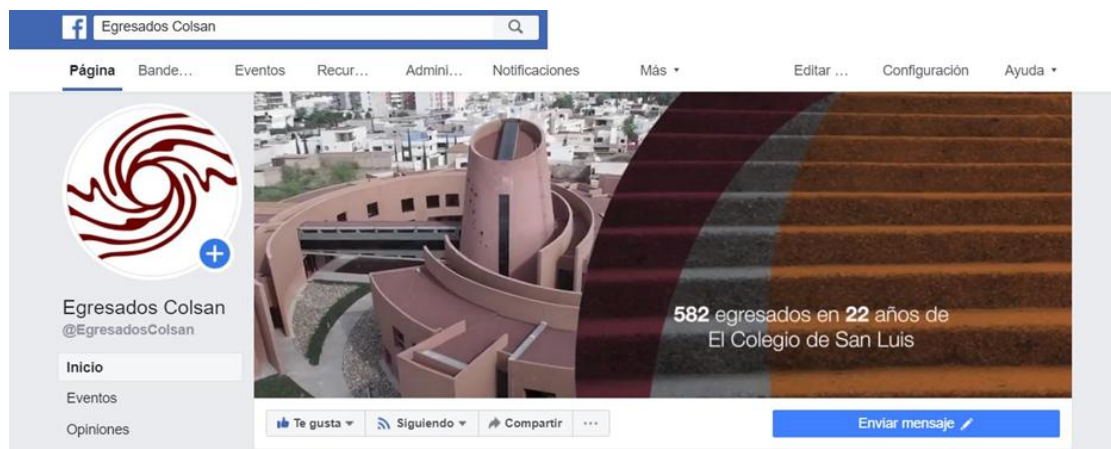 f
Egresados Colsan
Página Bande... Eventos Recur... Admini... Notificaciones Más Editar ... Configuración Ayuda
582 egresados en 22 años de
El Colegio de San Luis
Egresados Colsan
@EgresadosColsan
Inicio
Eventos
Opiniones
Te gusta Siguiendo Compartir ... Enviar mensaje